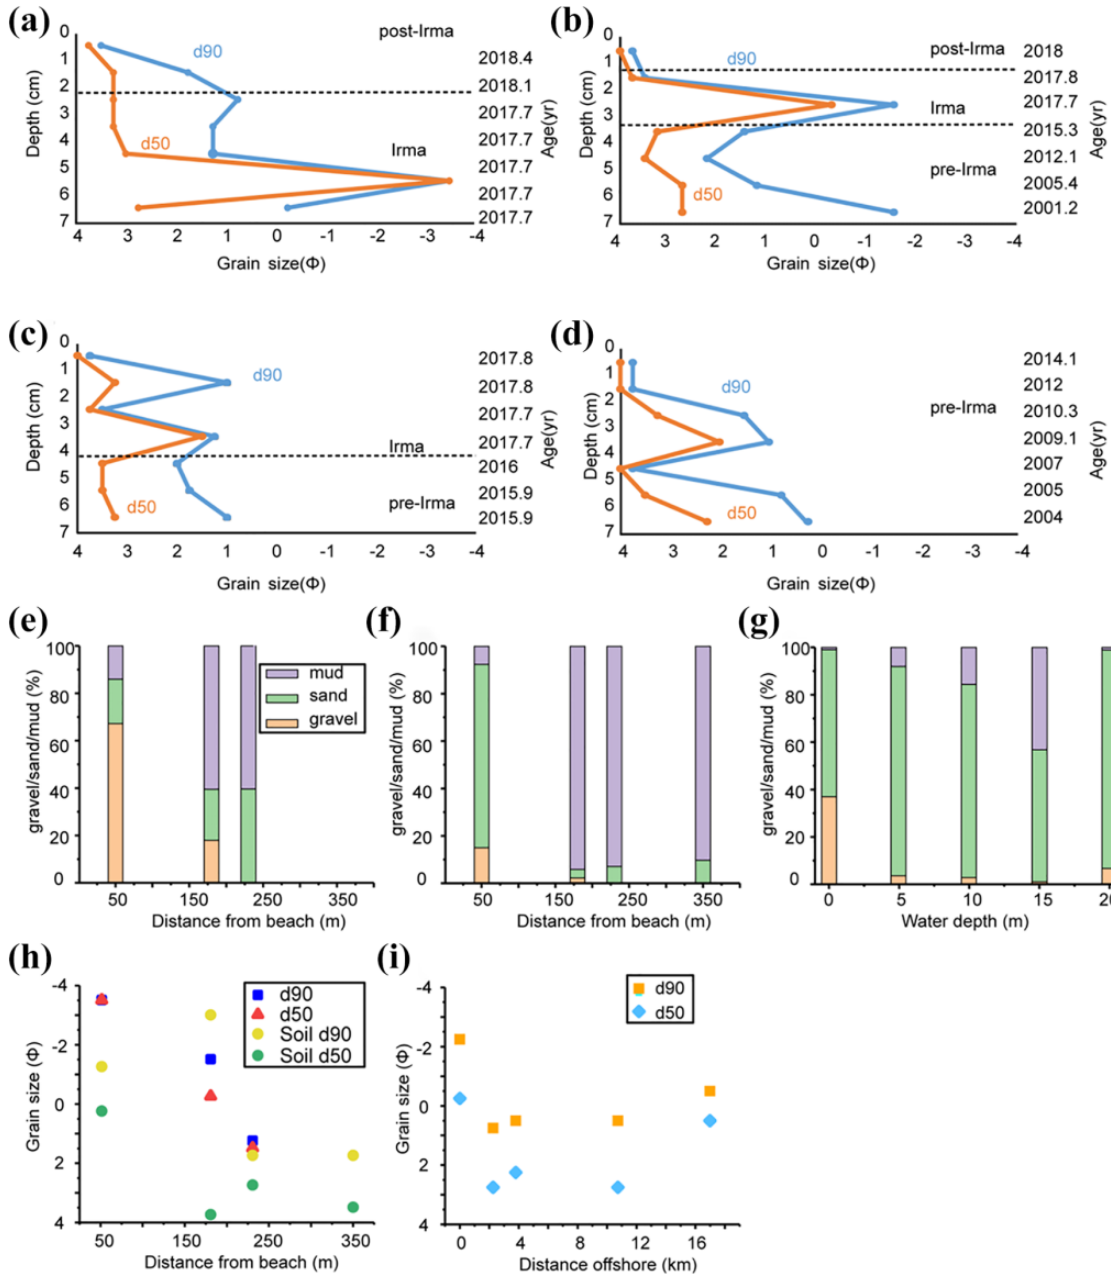 (a)
0
1
2
3
4
5
6
7
Depth (cm)
d90
d50
post-Irma
Irma
2018.4
2018.1
2017.7
2017.7
2017.7
2017.7
2017.7
Age(yr)
4 3 2 1 0 -1 -2 -3 -4
Grain size(Φ)
(b)
0
1
2
3
4
5
6
7
Depth (cm)
d90
d50
post-Irma
Irma
pre-Irma
2018
2017.8
2017.7
2015.3
2012.1
2005.4
2001.2
Age(yr)
4 3 2 1 0 -1 -2 -3 -4
Grain size(Φ)
(c)
0
1
2
3
4
5
6
7
Depth (cm)
d90
d50
Irma
pre-Irma
2017.8
2017.8
2017.7
2017.7
2016
2015.9
2015.9
Age(yr)
4 3 2 1 0 -1 -2 -3 -4
Grain size(Φ)
(d)
0
1
2
3
4
5
6
7
Depth (cm)
d90
d50
pre-Irma
2014.1
2012
2010.3
2009.1
2007
2005
2004
Age(yr)
4 3 2 1 0 -1 -2 -3 -4
Grain size(Φ)
(e)
100
80
60
40
20
0
gravel/sand/mud (%)
mud
sand
gravel
50 150 250 350
Distance from beach (m)
(f)
100
80
60
40
20
0
gravel/sand/mud (%)
50 150 250 350
Distance from beach (m)
(g)
100
80
60
40
20
0
gravel/sand/mud (%)
0 5 10 15 20
Water depth (m)
(h)
-4
-2
0
2
4
Grain size (Φ)
d90
d50
Soil d90
Soil d50
50 150 250 350
Distance from beach (m)
(i)
-4
-2
0
2
4
Grain size (Φ)
d90
d50
0 4 8 12 16
Distance offshore (km)